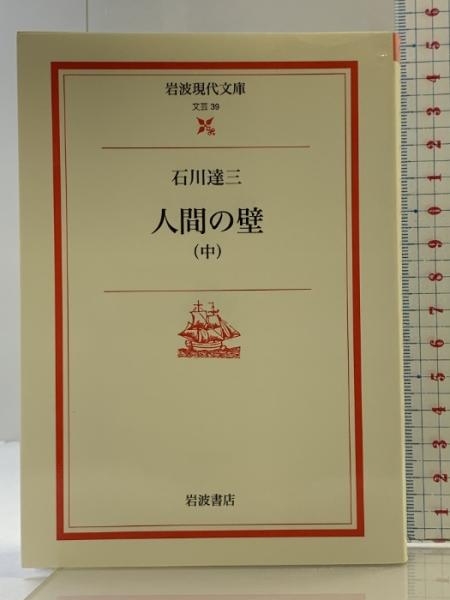 岩波現代文庫
文芸 39
石川達三
人間の壁
(中)
岩波書店